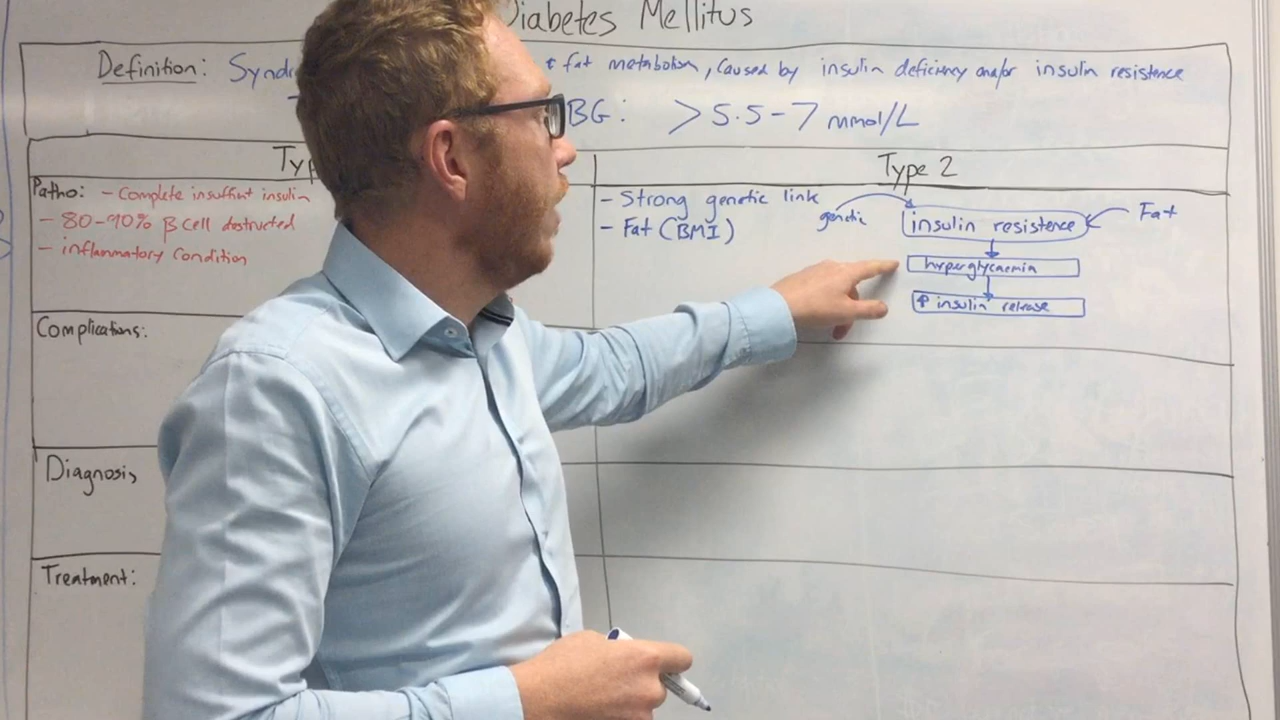 Diabetes Mellitus
Definition: Synd
fat metabolism, caused by insulin deficiency and/or insulin resistence
BG: >5.5-7 mmol/L
Ty
Type 2
Patho: - Complete insuffient insulin
- 80-90% β cell destructed
- inflammatory condition
- Strong genetic link
- Fat (BMI)
genetic
insulin resistence
Fat
hyperglycaemia
↑ insulin release
Complications:
Diagnosis
Treatment: